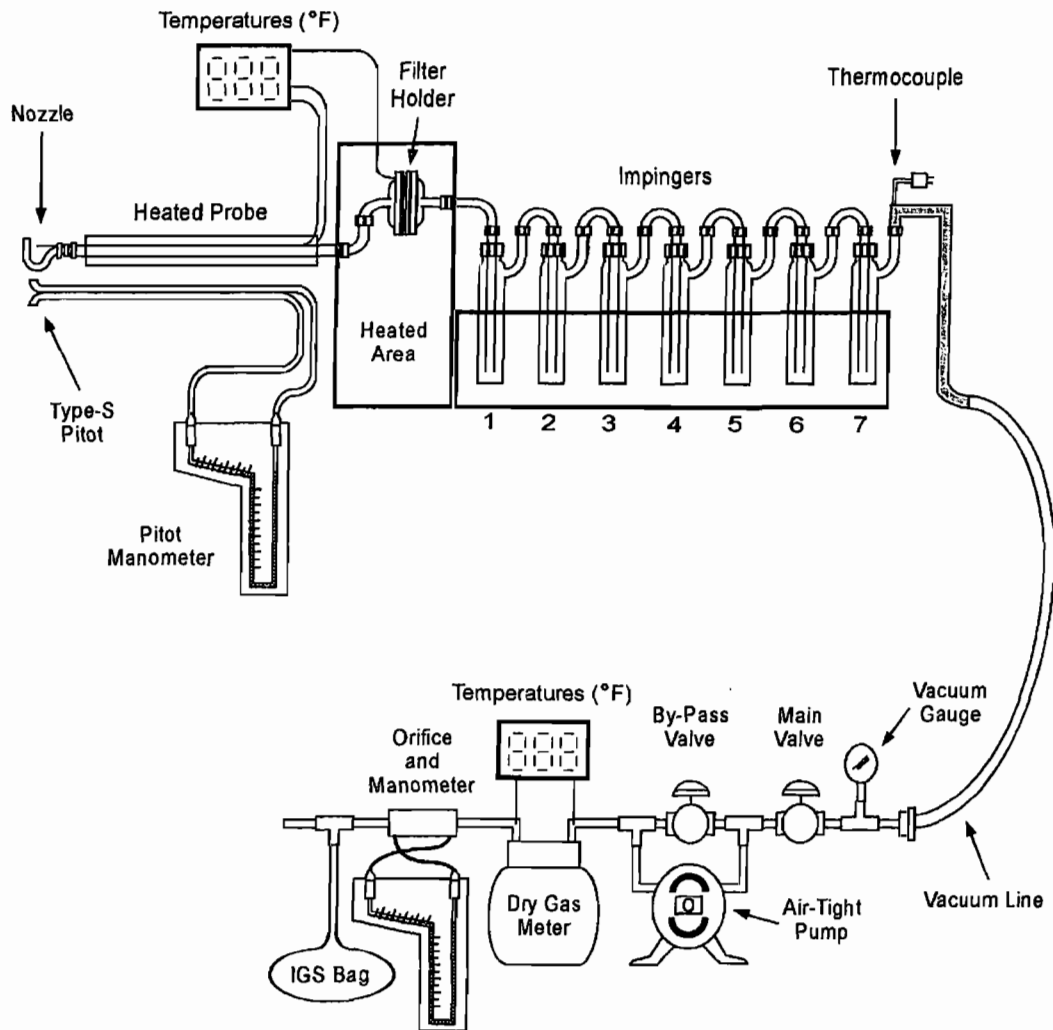 Temperatures (°F)
Filter
Holder
Thermocouple
Nozzle
Impingers
Heated Probe
Heated
Area
Type-S
Pitot
1 2 3 4 5 6 7
Pitot
Manometer
Temperatures (°F)
Vacuum
Gauge
By-Pass
Valve
Main
Valve
Orifice
and
Manometer
Dry Gas
Meter
Air-Tight
Pump
Vacuum Line
IGS Bag